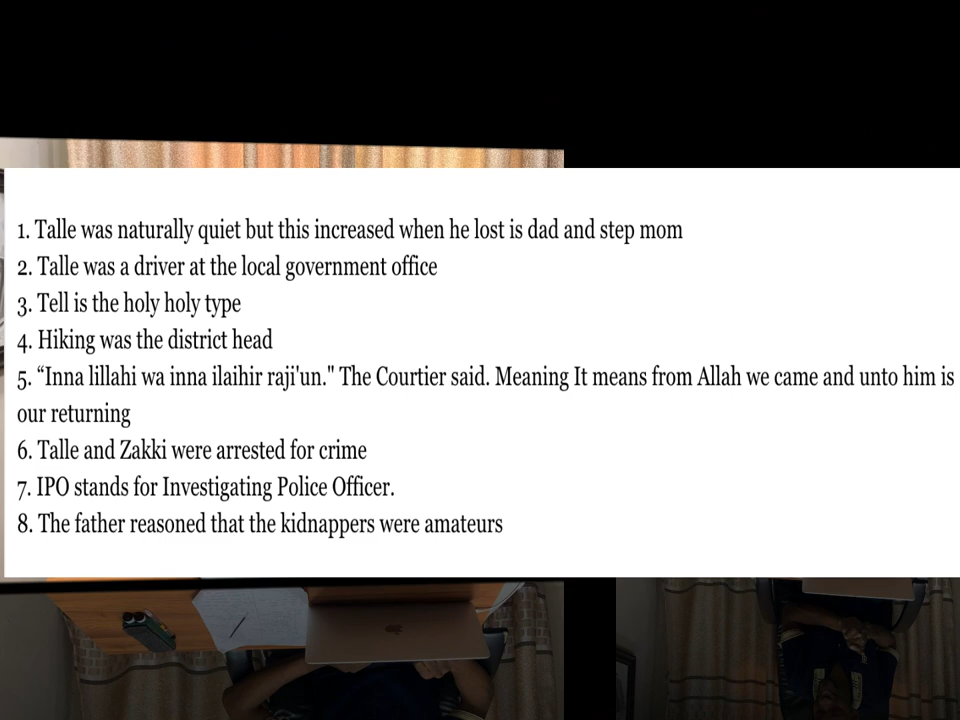 1. Talle was naturally quiet but this increased when he lost is dad and step mom
2. Talle was a driver at the local government office
3. Tell is the holy holy type
4. Hiking was the district head
5. “Inna lillahi wa inna ilaihir raji'un." The Courtier said. Meaning It means from Allah we came and unto him is
our returning
6. Talle and Zakki were arrested for crime
7. IPO stands for Investigating Police Officer.
8. The father reasoned that the kidnappers were amateurs